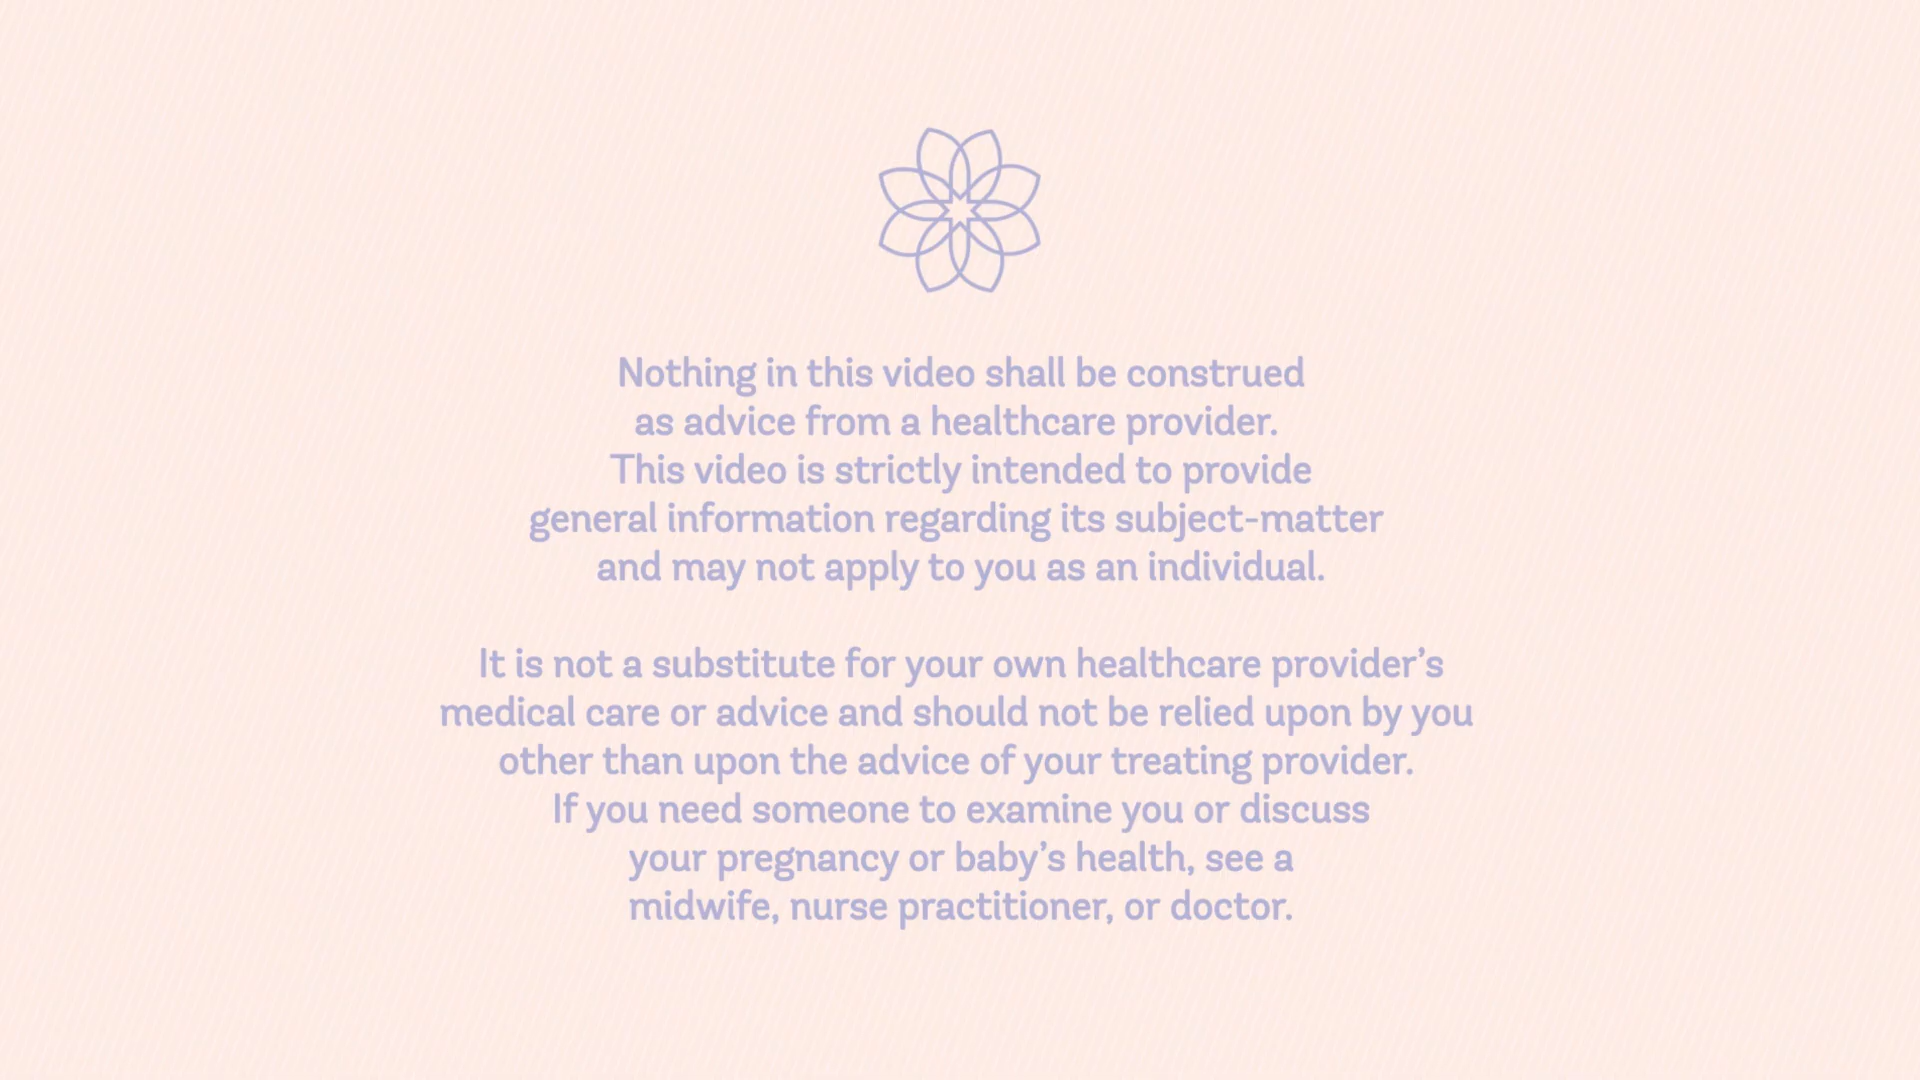 Nothing in this video shall be construed
as advice from a healthcare provider.
This video is strictly intended to provide
general information regarding its subject-matter
and may not apply to you as an individual.
It is not a substitute for your own healthcare provider’s
medical care or advice and should not be relied upon by you
other than upon the advice of your treating provider.
If you need someone to examine you or discuss
your pregnancy or baby’s health, see a
midwife, nurse practitioner, or doctor.